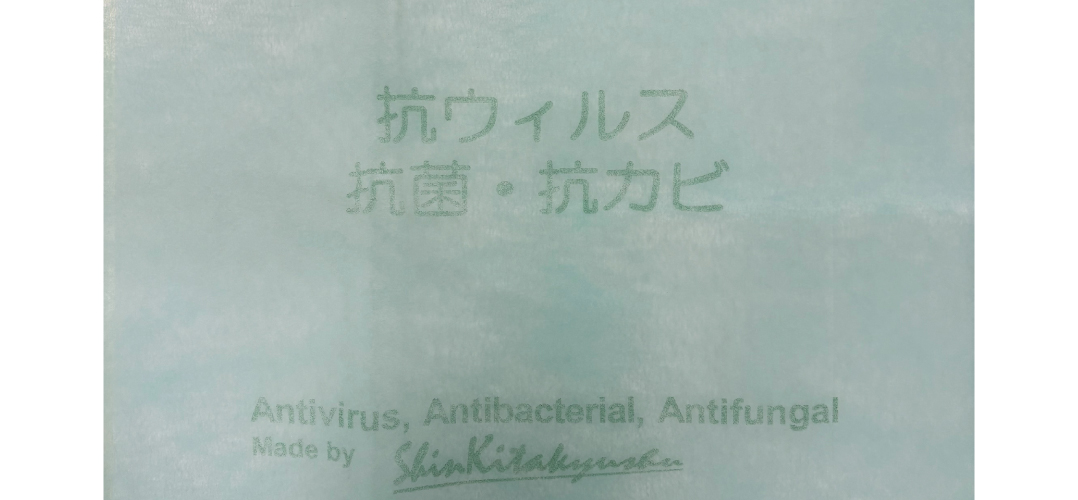 抗ウィルス
抗菌・抗カビ
Antivirus, Antibacterial, Antifungal
Made by ShinKitakyushu